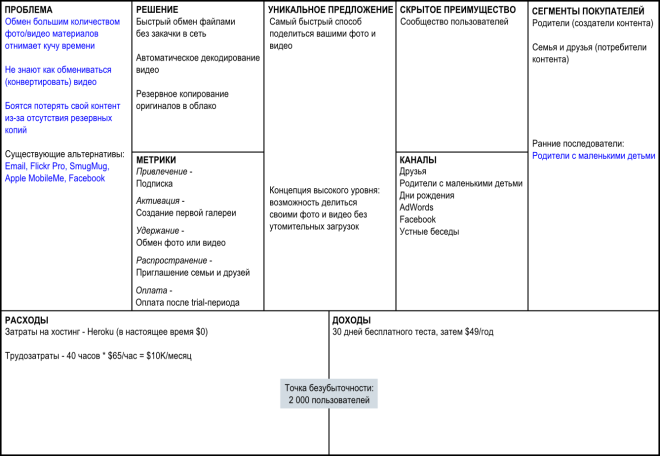 ПРОБЛЕМА
Обмен большим количеством
фото/видео материалов
отнимает кучу времени
Не знают как обмениваться
(конвертировать) видео
Боятся потерять свой контент
из-за отсутствия резервных
копий
Существующие альтернативы:
Email, Flickr Pro, SmugMug,
Apple MobileMe, Facebook
РЕШЕНИЕ
Быстрый обмен файлами
без закачки в сеть
Автоматическое декодирование
видео
Резервное копирование
оригиналов в облако
МЕТРИКИ
Привлечение -
Подписка
Активация -
Создание первой галереи
Удержание -
Обмен фото или видео
Распространение -
Приглашение семьи и друзей
Оплата -
Оплата после trial-периода
УНИКАЛЬНОЕ ПРЕДЛОЖЕНИЕ
Самый быстрый способ
поделиться вашими фото и
видео
Концепция высокого уровня:
возможность делиться
своими фото и видео без
утомительных загрузок
СКРЫТОЕ ПРЕИМУЩЕСТВО
Сообщество пользователей
КАНАЛЫ
Друзья
Родители с маленькими детьми
Дни рождения
AdWords
Facebook
Устные беседы
СЕГМЕНТЫ ПОКУПАТЕЛЕЙ
Родители (создатели контента)
Семья и друзья (потребители
контента)
Ранние последователи:
Родители с маленькими детьми
РАСХОДЫ
Затраты на хостинг - Heroku (в настоящее время $0)
Трудозатраты - 40 часов * $65/час = $10K/месяц
ДОХОДЫ
30 дней бесплатного теста, затем $49/год
Точка безубыточности:
2 000 пользователей